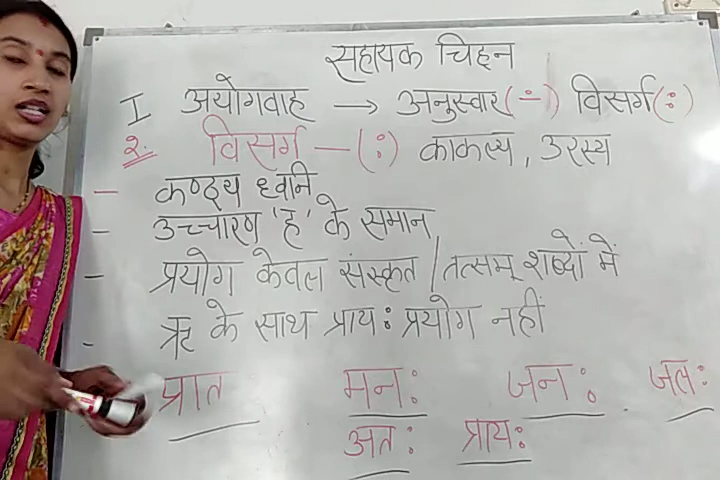 सहायक चिह्न
I अयोगवाह → अनुस्वार (∸) विसर्ग (ः)
२. विसर्ग – (ः) काकल्य, उरस्य
– कण्ठ्य ध्वनि
– उच्चारण 'ह' के समान
– प्रयोग केवल संस्कृत/तत्सम् शब्दों में
- ऋ के साथ प्रायः प्रयोग नहीं
प्रात मनः जनः जलः
अतः प्रायः